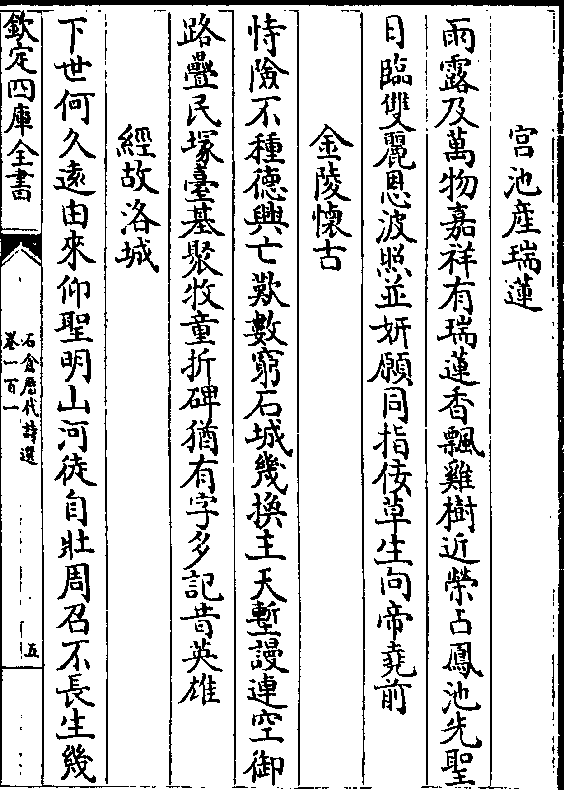 宮池産瑞蓮
雨露及萬物嘉祥有瑞蓮香飄雞樹近榮占鳳池先聖
日臨雙麗恩波照並妍願同指佞草生向帝堯前
金陵懷古
恃險不種德興亡歎數窮石城幾換主天塹謾連空御
路疊民塚臺基聚牧童折碑猶有字多記昔英雄
經故洛城
下世何久遠由來仰聖明山河徒自壯周召不長生幾
欽定四庫全書
石倉歴代詩選
卷一百一
五